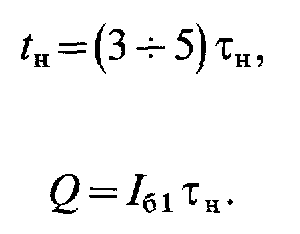 tн = (3 ÷ 5) τн,
Q = Iб1 τн.